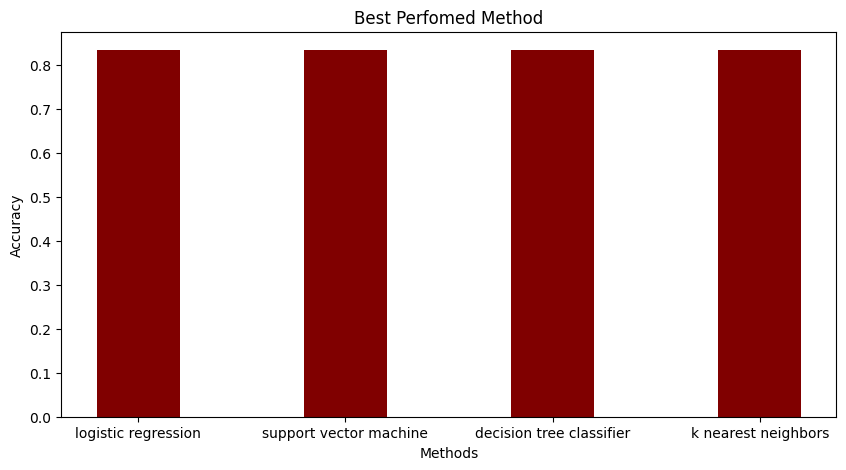 Best Perfomed Method
Accuracy
0.8
0.7
0.6
0.5
0.4
0.3
0.2
0.1
0.0
logistic regression
support vector machine
decision tree classifier
k nearest neighbors
Methods